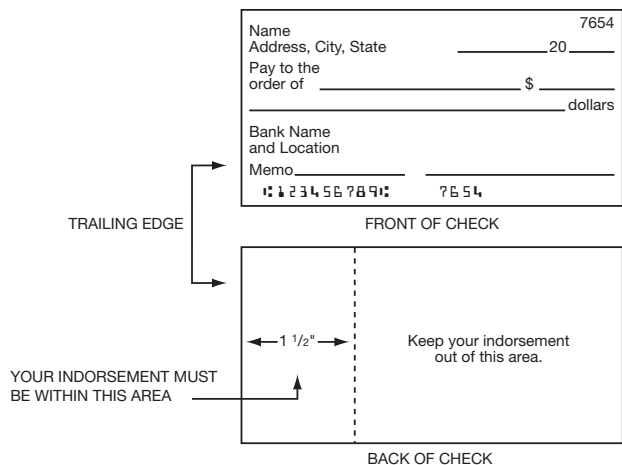 7654
Name
Address, City, State 20
Pay to the
order of $
dollars
Bank Name
and Location
Memo
⑆123456789⑆ 7654
TRAILING EDGE
FRONT OF CHECK
1 1/2"
Keep your indorsement
out of this area.
YOUR INDORSEMENT MUST
BE WITHIN THIS AREA
BACK OF CHECK